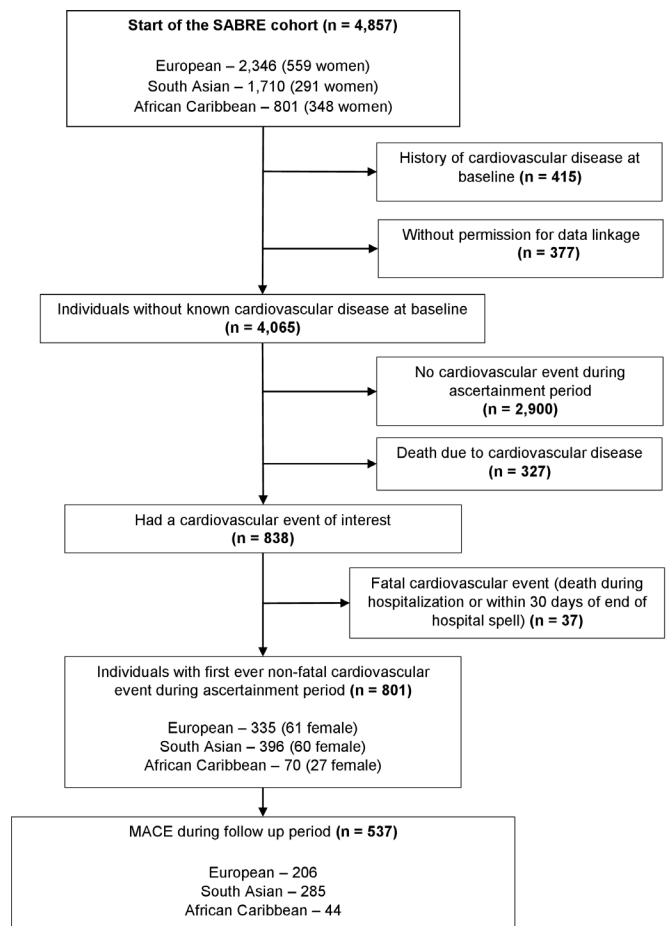 Start of the SABRE cohort (n = 4,857)
European – 2,346 (559 women)
South Asian – 1,710 (291 women)
African Caribbean – 801 (348 women)
History of cardiovascular disease at
baseline (n = 415)
Without permission for data linkage
(n = 377)
Individuals without known cardiovascular disease at baseline
(n = 4,065)
No cardiovascular event during
ascertainment period
(n = 2,900)
Death due to cardiovascular disease
(n = 327)
Had a cardiovascular event of interest
(n = 838)
Fatal cardiovascular event (death during
hospitalization or within 30 days of end of
hospital spell) (n = 37)
Individuals with first ever non-fatal cardiovascular
event during ascertainment period (n = 801)
European – 335 (61 female)
South Asian – 396 (60 female)
African Caribbean – 70 (27 female)
MACE during follow up period (n = 537)
European – 206
South Asian – 285
African Caribbean – 44